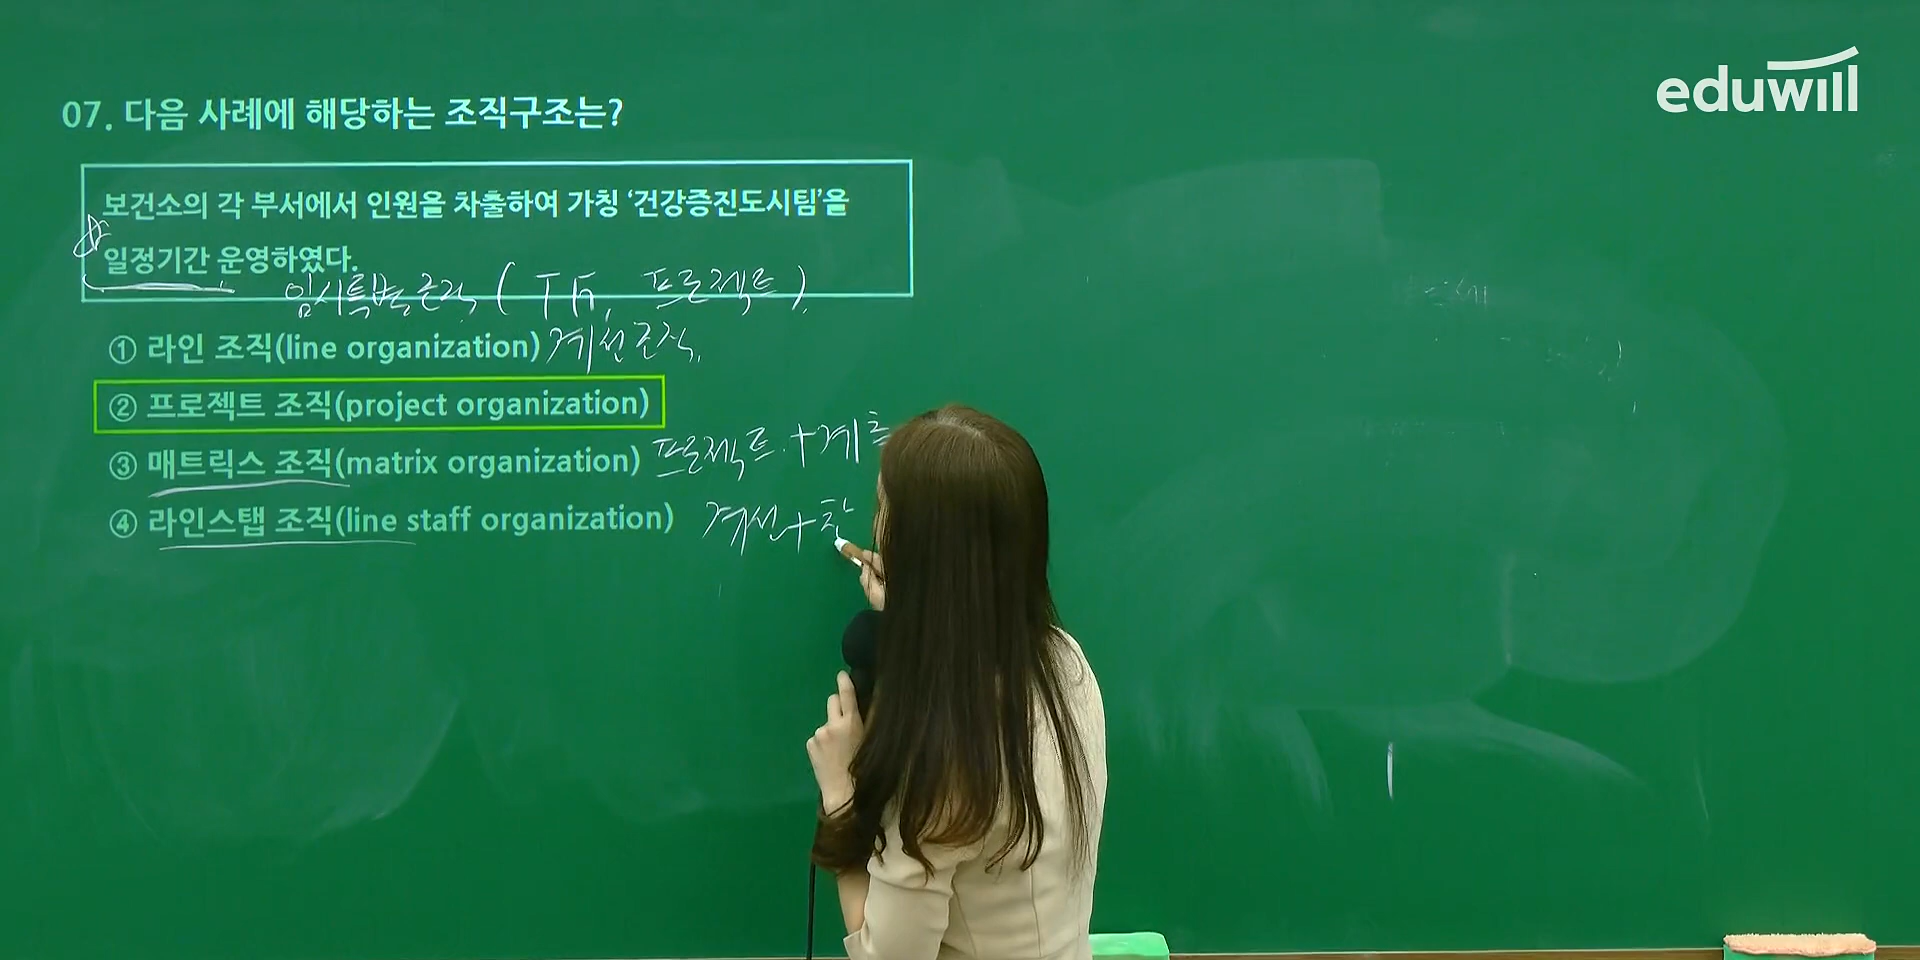 eduwill
07. 다음 사례에 해당하는 조직구조는?
보건소의 각 부서에서 인원을 차출하여 가칭 ‘건강증진도시팀’을
일정기간 운영하였다.
임시특별조직 ( T.F, 프로젝트 )
① 라인 조직(line organization) 계선조직.
② 프로젝트 조직(project organization)
③ 매트릭스 조직(matrix organization) 프로젝트 + 계층
④ 라인스탭 조직(line staff organization) 계선 + 참